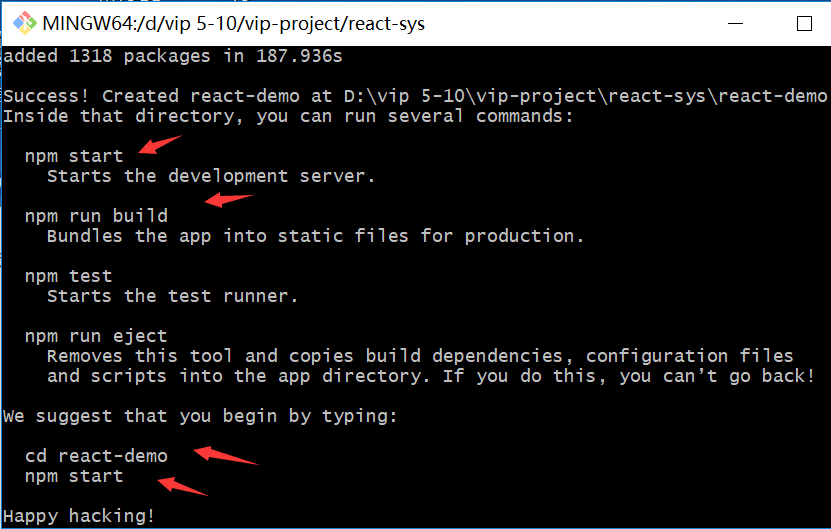 MINGW64:/d/vip 5-10/vip-project/react-sys
added 1318 packages in 187.936s
Success! Created react-demo at D:\vip 5-10\vip-project\react-sys\react-demo
Inside that directory, you can run several commands:
npm start
Starts the development server.
npm run build
Bundles the app into static files for production.
npm test
Starts the test runner.
npm run eject
Removes this tool and copies build dependencies, configuration files
and scripts into the app directory. If you do this, you can’t go back!
We suggest that you begin by typing:
cd react-demo
npm start
Happy hacking!